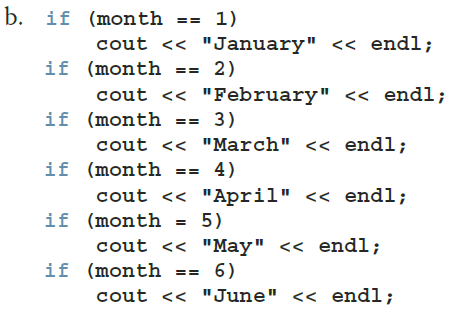 b. if (month == 1)
cout << "January" << endl;
if (month == 2)
cout << "February" << endl;
if (month == 3)
cout << "March" << endl;
if (month == 4)
cout << "April" << endl;
if (month = 5)
cout << "May" << endl;
if (month == 6)
cout << "June" << endl;